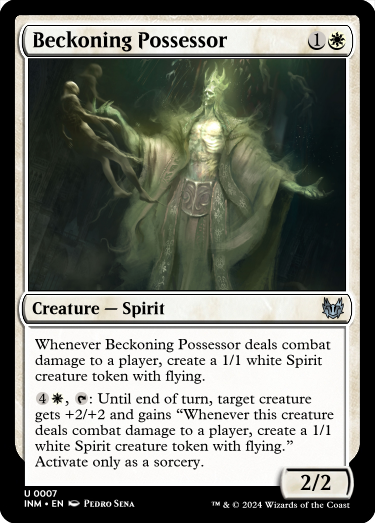 Beckoning Possessor 1
Creature — Spirit
Whenever Beckoning Possessor deals combat
damage to a player, create a 1/1 white Spirit
creature token with flying.
4, : Until end of turn, target creature
gets +2/+2 and gains “Whenever this creature
deals combat damage to a player, create a 1/1
white Spirit creature token with flying.”
Activate only as a sorcery.
2/2
U 0007
INM • EN Pedro Sena
™ & © 2024 Wizards of the Coast